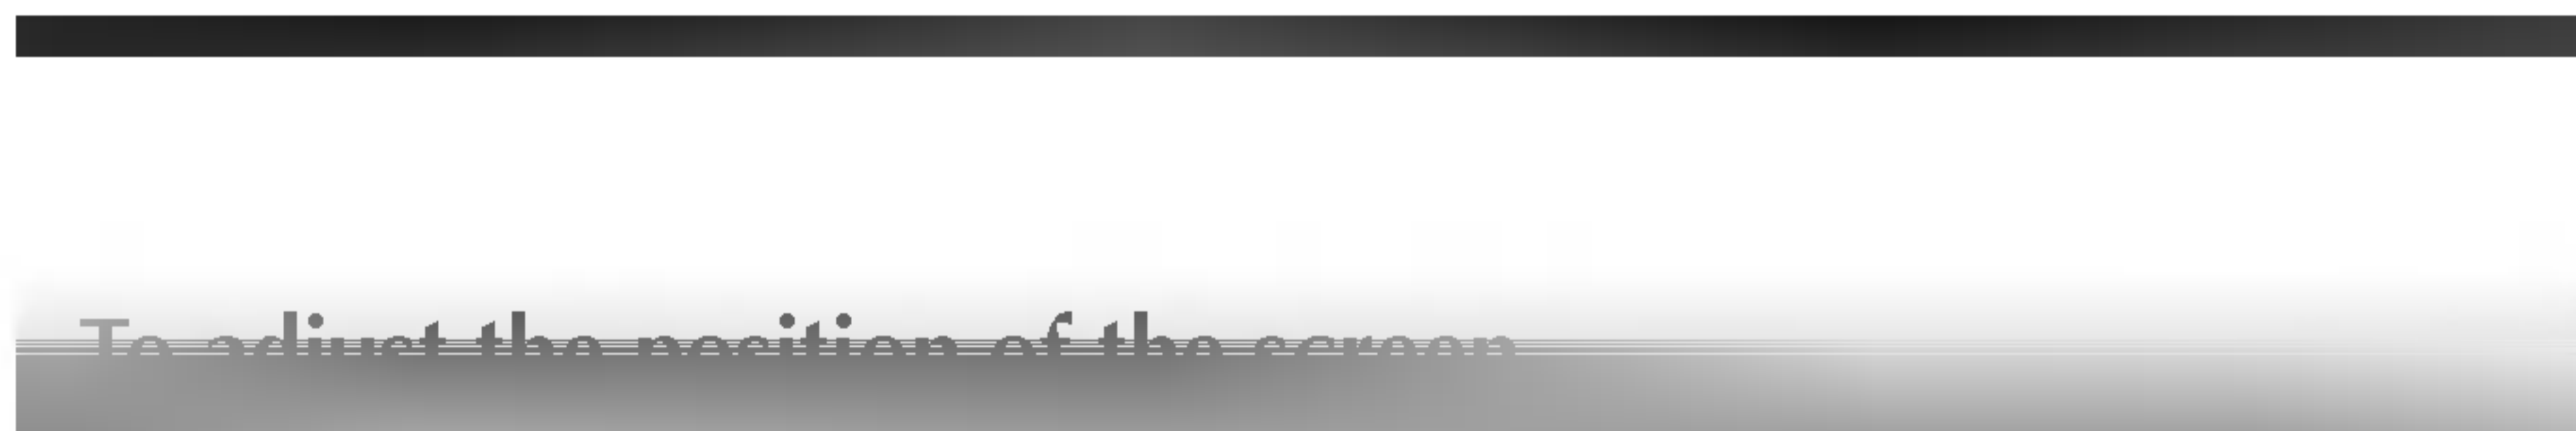 To adjust the position of the screen